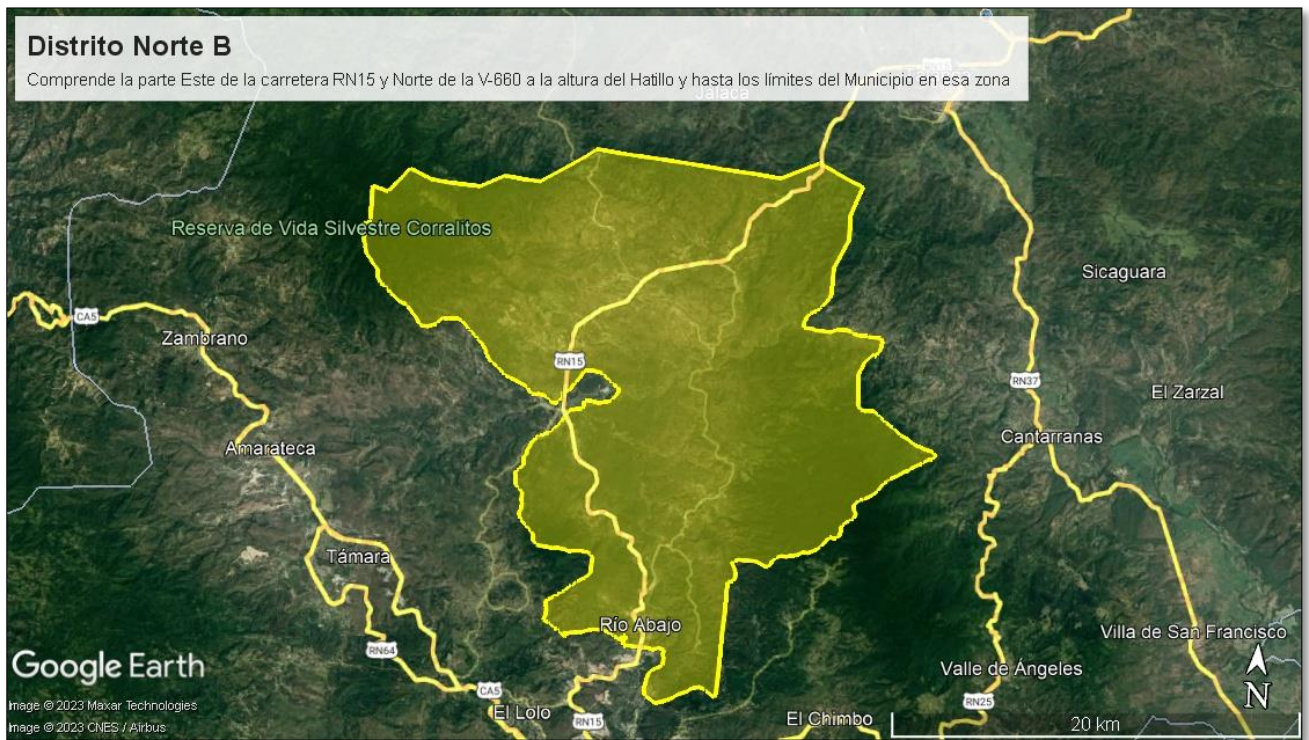 Distrito Norte B
Comprende la parte Este de la carretera RN15 y Norte de la V-660 a la altura del Hatillo y hasta los límites del Municipio en esa zona
Jalaca
Reserva de Vida Silvestre Corralitos
Sicaguara
CA5
Zambrano
RN15
RN37
El Zarzal
Amarateca
Cantarranas
Támara
Río Abajo
Villa de San Francisco
RN64
Google Earth
Valle de Ángeles
CA5
RN25
Image © 2023 Maxar Technologies
El Lolo
RN15
El Chimbo
20 km
N
Image © 2023 CNES / Airbus